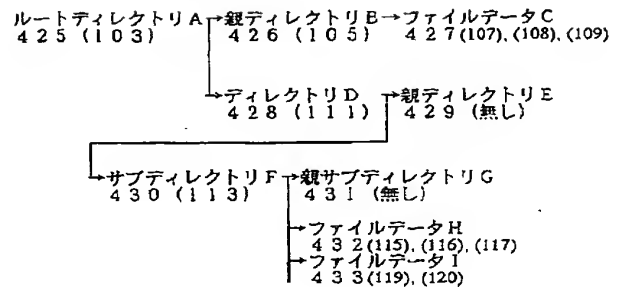 ルートディレクトリA→親ディレクトリB→ファイルデータC
425(103) 426(105) 427(107),(108),(109)
ディレクトリD→親ディレクトリE
428(111) 429(無し)
サブディレクトリF→親サブディレクトリG
430(113) 431(無し)
ファイルデータH
432(115),(116),(117)
ファイルデータI
433(119),(120)